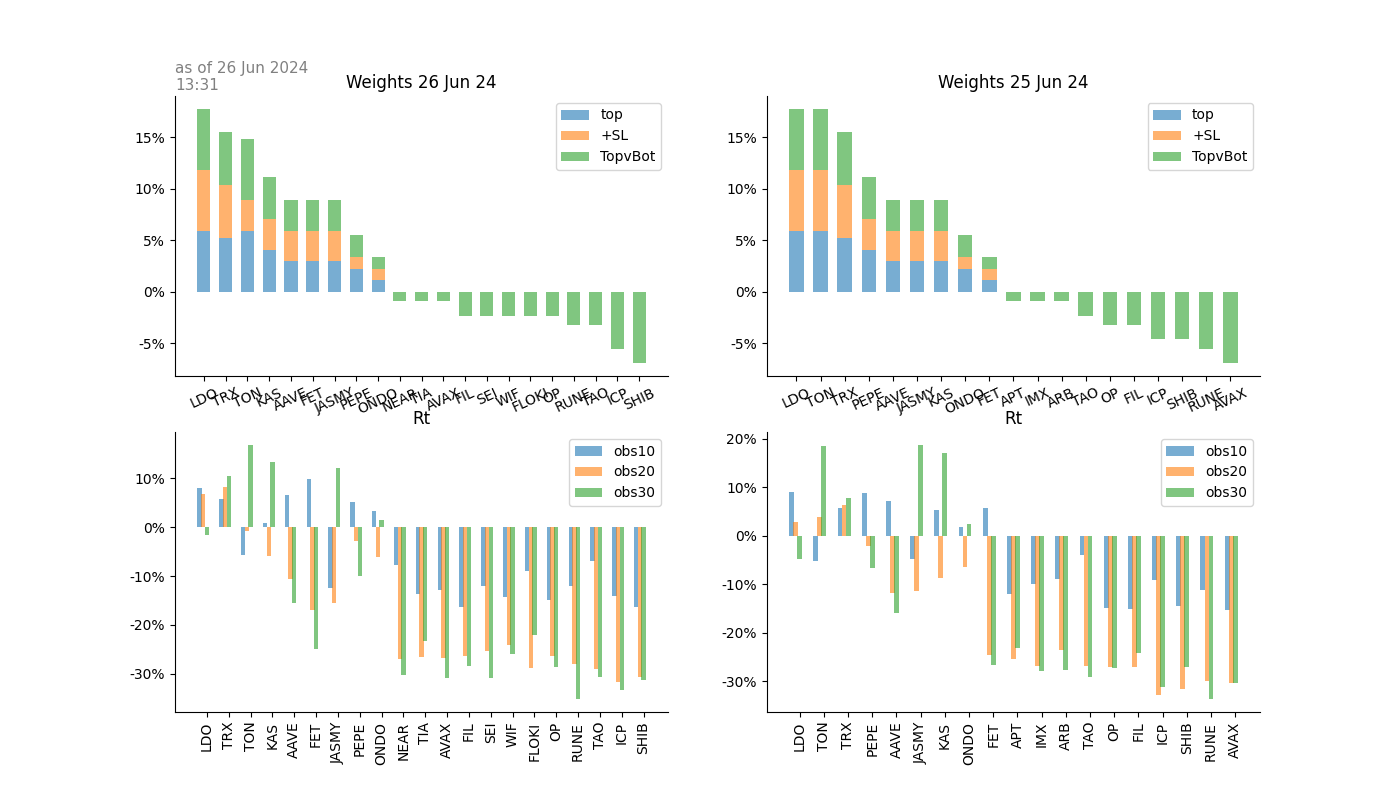 as of 26 Jun 2024
13:31
Weights 26 Jun 24
15%
10%
5%
0%
-5%
top
+SL
TopvBot
LDO TRX TON KAS AAVE FET JASMY PEPE ONDO NEAR TIA AVAX FIL SEI WIF FLOKI OP RUNE TAO ICP SHIB
Weights 25 Jun 24
15%
10%
5%
0%
-5%
top
+SL
TopvBot
LDO TON TRX PEPE AAVE JASMY KAS ONDO FET APT IMX ARB TAO OP FIL ICP SHIB RUNE AVAX
Rt
10%
0%
-10%
-20%
-30%
obs10
obs20
obs30
LDO TRX TON KAS AAVE FET JASMY PEPE ONDO NEAR TIA AVAX FIL SEI WIF FLOKI OP RUNE TAO ICP SHIB
Rt
20%
10%
0%
-10%
-20%
-30%
obs10
obs20
obs30
LDO TON TRX PEPE AAVE JASMY KAS ONDO FET APT IMX ARB TAO OP FIL ICP SHIB RUNE AVAX